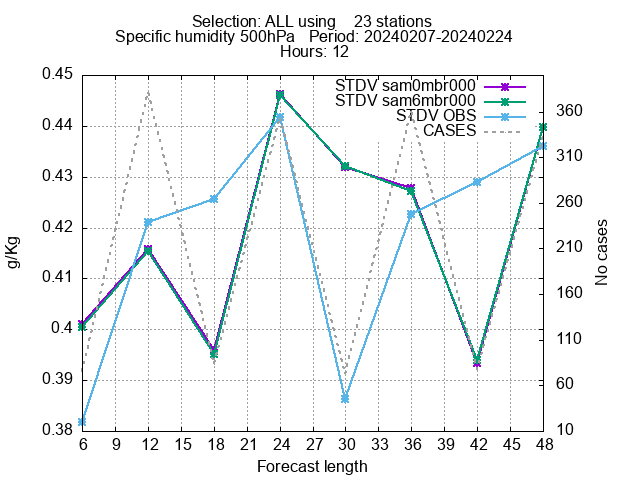 Selection: ALL using 23 stations
Specific humidity 500hPa Period: 20240207-20240224
Hours: 12
STDV sam0mbr000
STDV sam6mbr000
STDV OBS
CASES
0.45
0.44
0.43
0.42
0.41
0.4
0.39
0.38
g/Kg
360
310
260
210
160
110
60
10
No cases
6 9 12 15 18 21 24 27 30 33 36 39 42 45 48
Forecast length